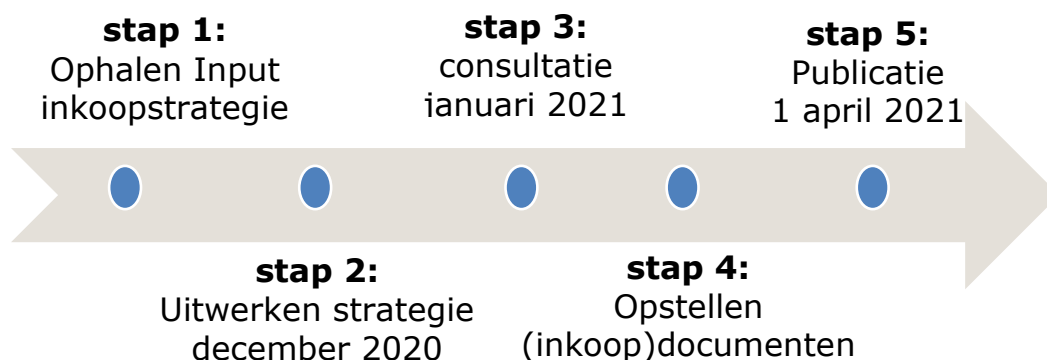 stap 1:
Ophalen Input
inkoopstrategie
stap 2:
Uitwerken strategie
december 2020
stap 3:
consultatie
januari 2021
stap 4:
Opstellen
(inkoop)documenten
stap 5:
Publicatie
1 april 2021